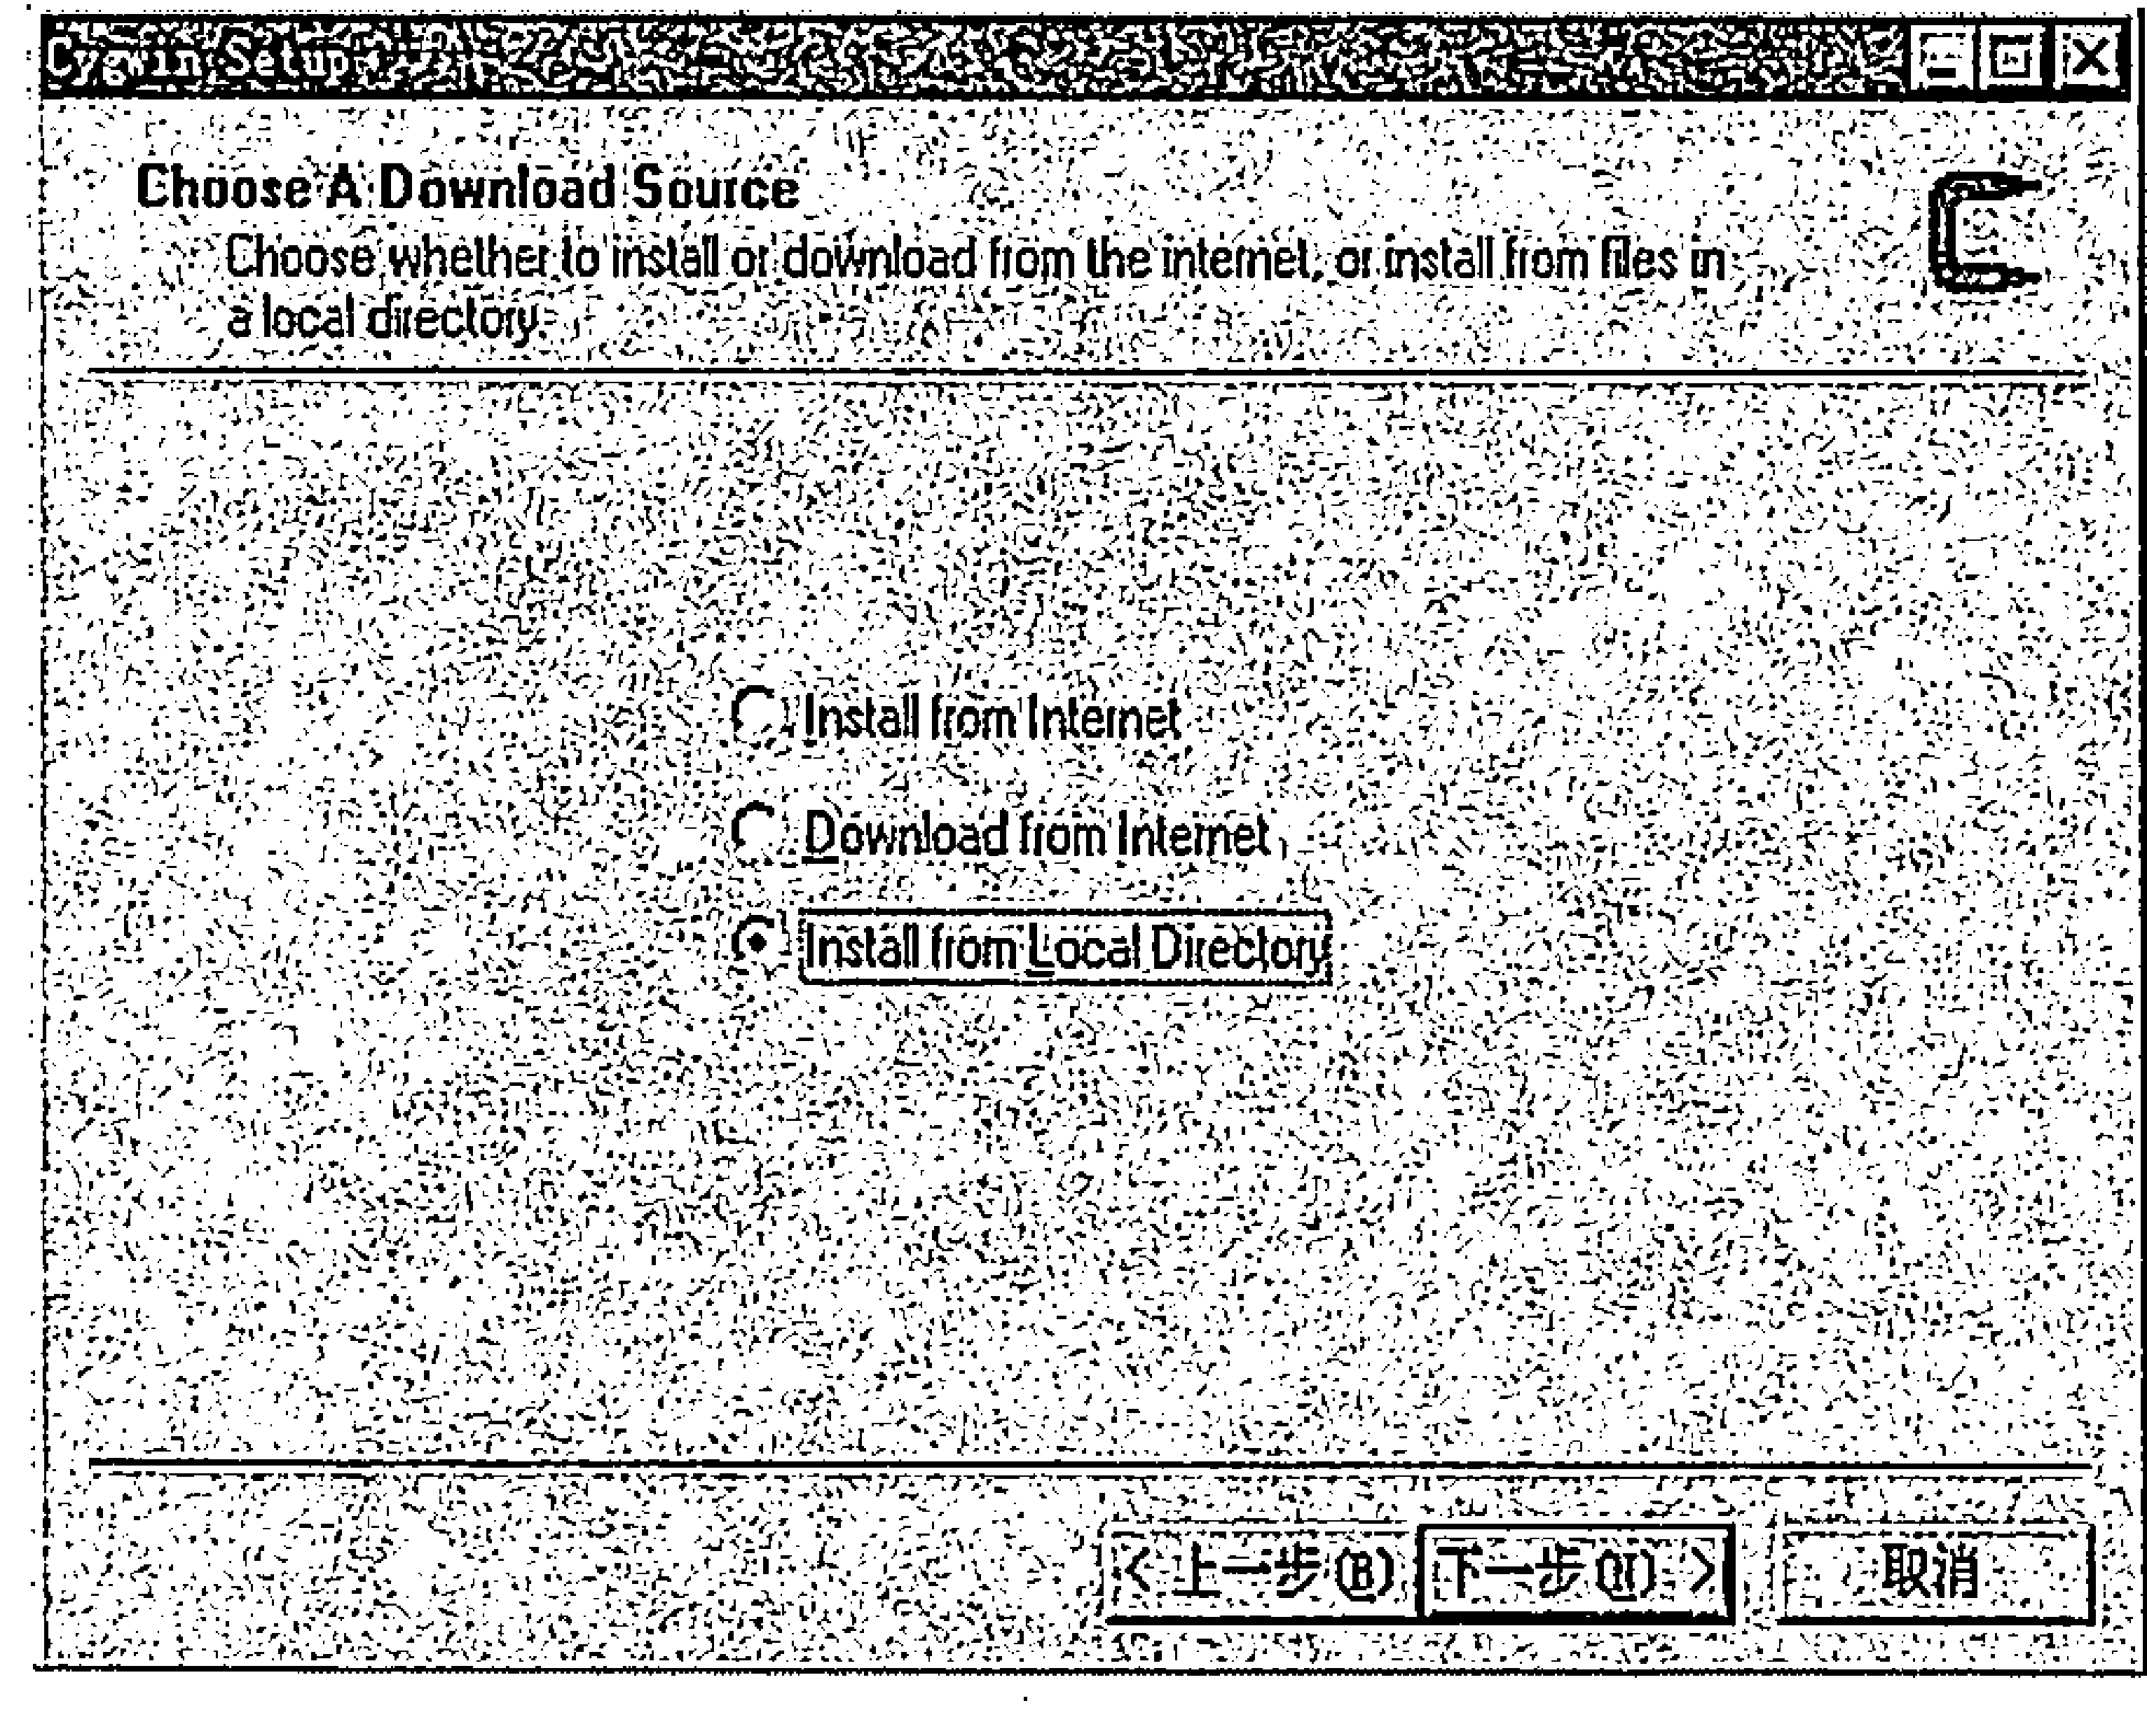 Cygwin Setup
Choose A Download Source
Choose whether to install or download from the internet, or install from files in
a local directory.
Install from Internet
Download from Internet
Install from Local Directory
< 上一步(B)
下一步(N) >
取消